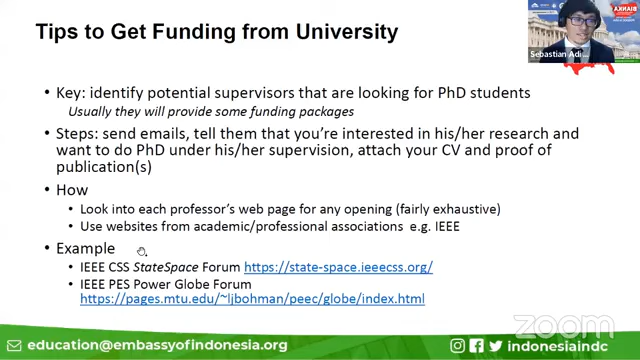 Tips to Get Funding from University
BIANKA
Sebastian Adi...
• Key: identify potential supervisors that are looking for PhD students
Usually they will provide some funding packages
• Steps: send emails, tell them that you're interested in his/her research and
want to do PhD under his/her supervision, attach your CV and proof of
publication(s)
• How
• Look into each professor's web page for any opening (fairly exhaustive)
• Use websites from academic/professional associations e.g. IEEE
• Example
• IEEE CSS StateSpace Forum https://state-space.ieeecss.org/
• IEEE PES Power Globe Forum
https://pages.mtu.edu/~ljbohman/peec/globe/index.html
zoom
education@embassyofindonesia.org
indonesiaindc